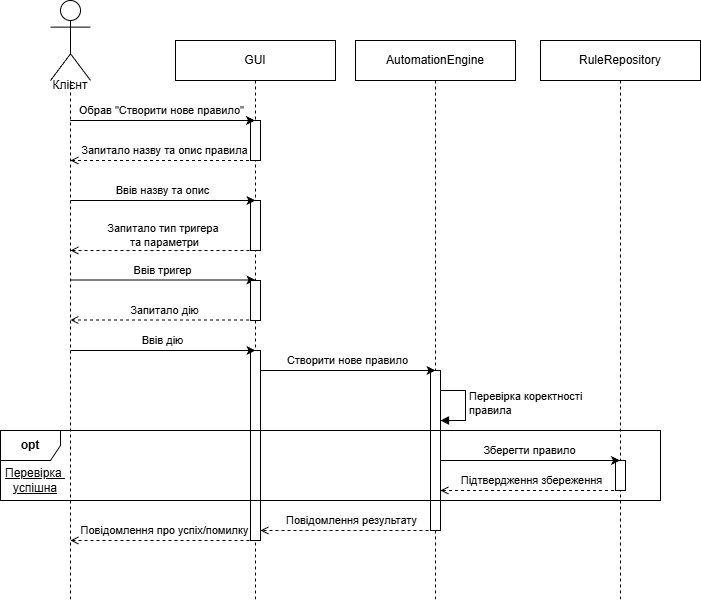 Клієнт
GUI
AutomationEngine
RuleRepository
Обрав "Створити нове правило"
Запитало назву та опис правила
Ввів назву та опис
Запитало тип тригера
та параметри
Ввів тригер
Запитало дію
Ввів дію
Створити нове правило
Перевірка коректності
правила
opt
Перевірка
успішна
Зберегти правило
Підтвердження збереження
Повідомлення результату
Повідомлення про успіх/помилку